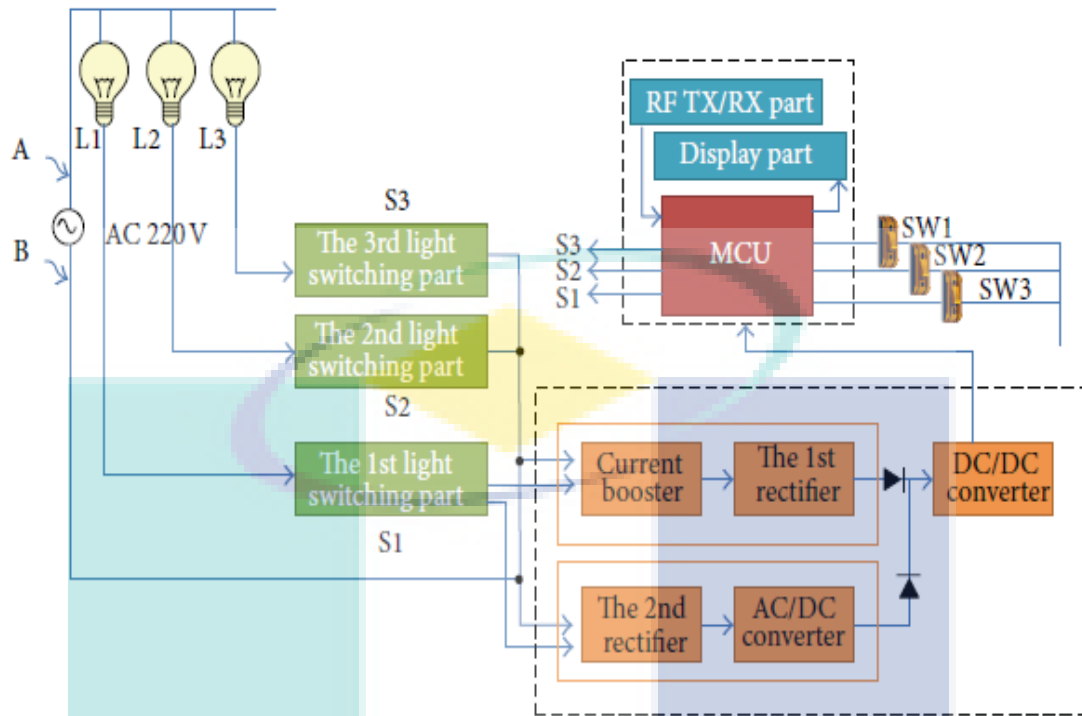 L1
L2
L3
A
B
AC 220 V
S3
The 3rd light
switching part
The 2nd light
switching part
S2
The 1st light
switching part
S1
RF TX/RX part
Display part
MCU
S3
S2
S1
SW1
SW2
SW3
Current
booster
The 1st
rectifier
DC/DC
converter
The 2nd
rectifier
AC/DC
converter